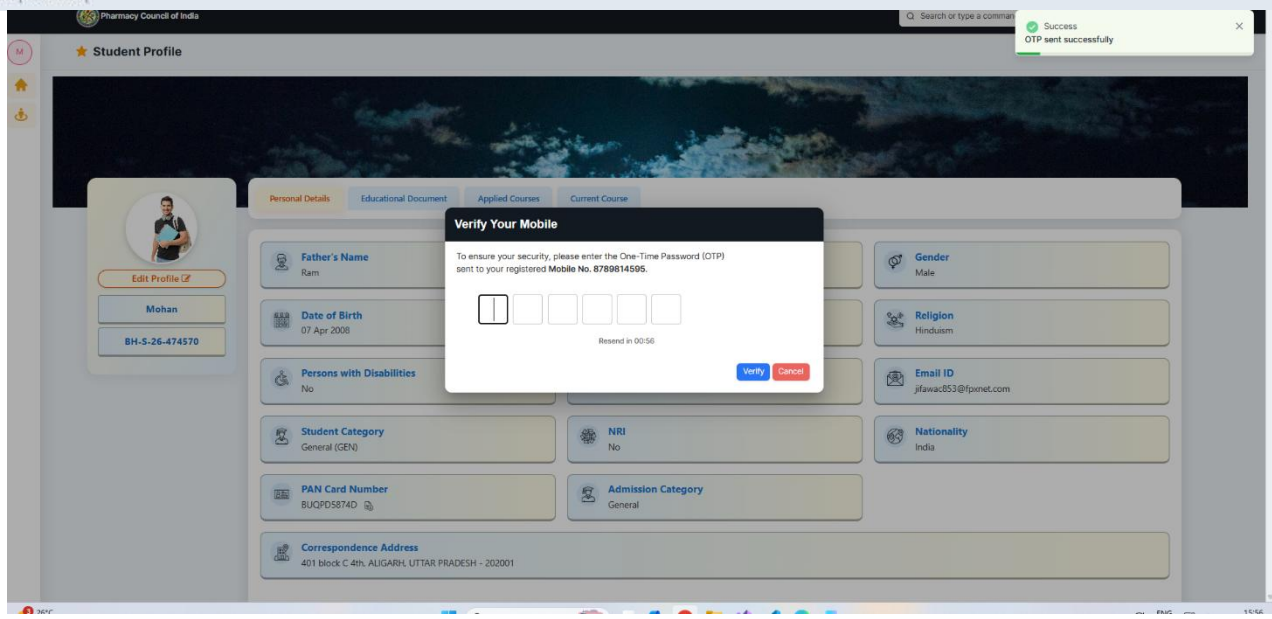 Pharmacy Council of India
Search or type a comman
Success
OTP sent successfully
M
Student Profile
Personal Details
Educational Document
Applied Courses
Current Course
Edit Profile
Mohan
BH-S-26-474570
Verify Your Mobile
To ensure your security, please enter the One-Time Password (OTP)
sent to your registered Mobile No. 8789814595.
Resend in 00:56
Verify
Cancel
Father's Name
Ram
Gender
Male
Date of Birth
07 Apr 2008
Religion
Hinduism
Persons with Disabilities
No
Email ID
jifawac853@fpxnet.com
Student Category
General (GEN)
NRI
No
Nationality
India
PAN Card Number
BUQPD5874D
Admission Category
General
Correspondence Address
401 block C 4th, ALIGARH, UTTAR PRADESH - 202001
26°C
ENG
15:56